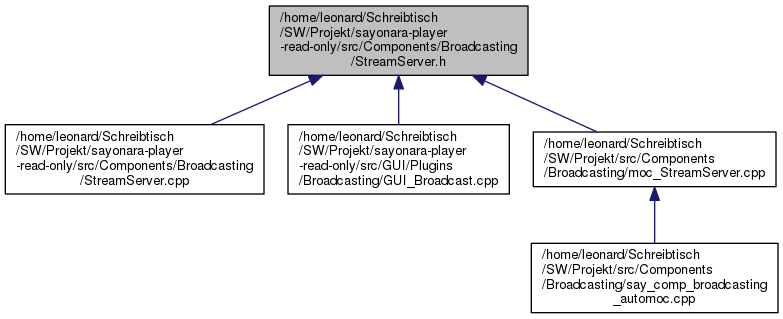 /home/leonard/Schreibtisch
/SW/Projekt/sayonara-player
-read-only/src/Components/Broadcasting
/StreamServer.h
/home/leonard/Schreibtisch
/SW/Projekt/sayonara-player
-read-only/src/Components/Broadcasting
/StreamServer.cpp
/home/leonard/Schreibtisch
/SW/Projekt/sayonara-player
-read-only/src/GUI/Plugins
/Broadcasting/GUI_Broadcast.cpp
/home/leonard/Schreibtisch
/SW/Projekt/src/Components
/Broadcasting/moc_StreamServer.cpp
/home/leonard/Schreibtisch
/SW/Projekt/src/Components
/Broadcasting/say_comp_broadcasting
_automoc.cpp